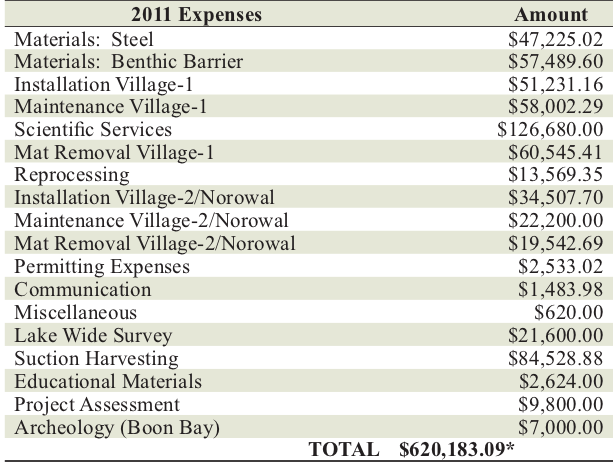 2011 Expenses Amount
Materials: Steel $47,225.02
Materials: Benthic Barrier $57,489.60
Installation Village-1 $51,231.16
Maintenance Village-1 $58,002.29
Scientific Services $126,680.00
Mat Removal Village-1 $60,545.41
Reprocessing $13,569.35
Installation Village-2/Norowal $34,507.70
Maintenance Village-2/Norowal $22,200.00
Mat Removal Village-2/Norowal $19,542.69
Permitting Expenses $2,533.02
Communication $1,483.98
Miscellaneous $620.00
Lake Wide Survey $21,600.00
Suction Harvesting $84,528.88
Educational Materials $2,624.00
Project Assessment $9,800.00
Archeology (Boon Bay) $7,000.00
TOTAL $620,183.09*